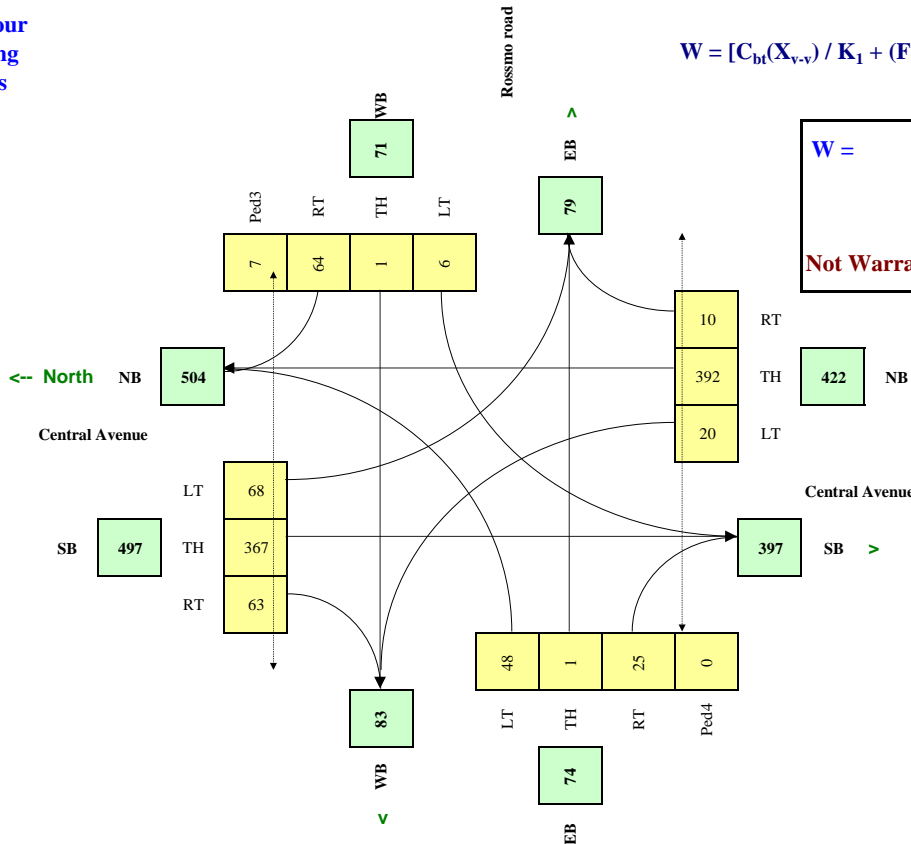 our
ng
s
Rossmo road
W = [C_bt(X_v-v) / K_1 + (F
WB
^
71
EB
W =
Ped3
RT
TH
LT
79
7
64
1
6
Not Warra
10
RT
<-- North
NB
504
392
TH
422
NB
Central Avenue
20
LT
LT
68
Central Avenue
SB
497
TH
367
397
SB
>
RT
63
48
1
25
0
83
LT
TH
RT
Ped4
WB
74
v
EB